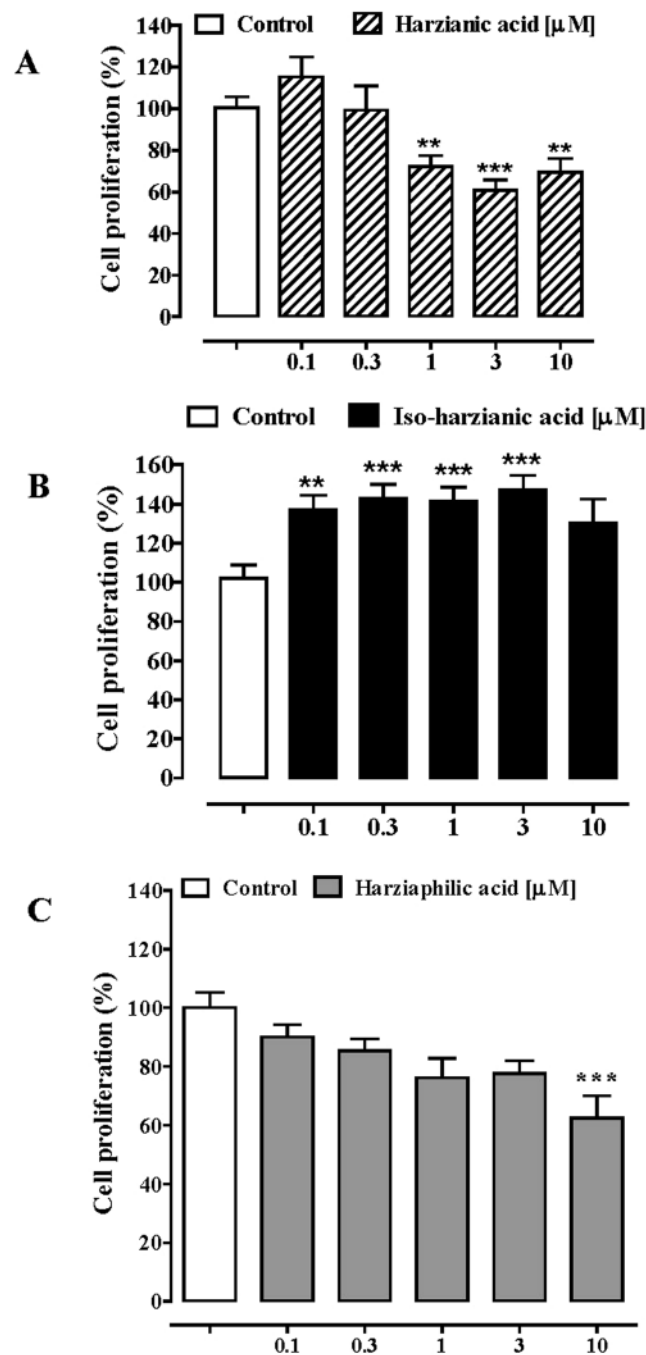 Control Harzianic acid [μM]
A
Cell proliferation (%)
140
120
100
80
60
40
20
0
** *** **
0.1 0.3 1 3 10
Control Iso-harzianic acid [μM]
B
Cell proliferation (%)
160
140
120
100
80
60
40
20
0
** *** *** ***
0.1 0.3 1 3 10
Control Harziaphilic acid [μM]
C
Cell proliferation (%)
140
120
100
80
60
40
20
0
***
0.1 0.3 1 3 10